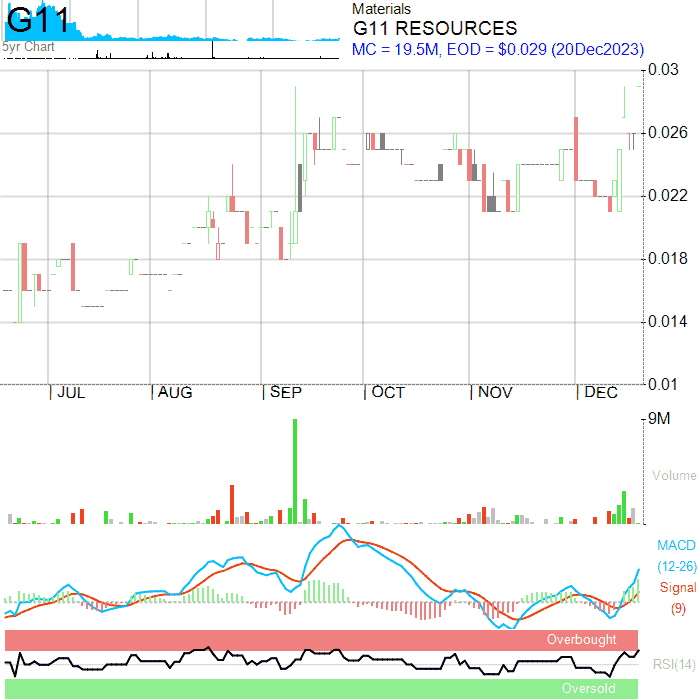 G11
5yr Chart
Materials
G11 RESOURCES
MC = 19.5M, EOD = $0.029 (20Dec2023)
0.03
0.026
0.022
0.018
0.014
0.01
| JUL | AUG | SEP | OCT | NOV | DEC
9M
Volume
MACD
(12-26)
Signal
(9)
Overbought
RSI(14)
Oversold